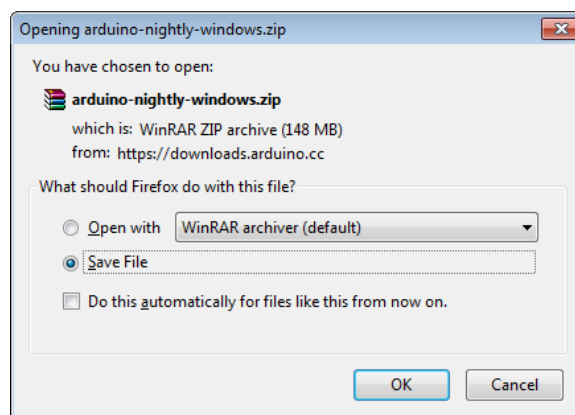 Opening arduino-nightly-windows.zip
You have chosen to open:
arduino-nightly-windows.zip
which is: WinRAR ZIP archive (148 MB)
from: https://downloads.arduino.cc
What should Firefox do with this file?
Open with WinRAR archiver (default)
Save File
Do this automatically for files like this from now on.
OK Cancel